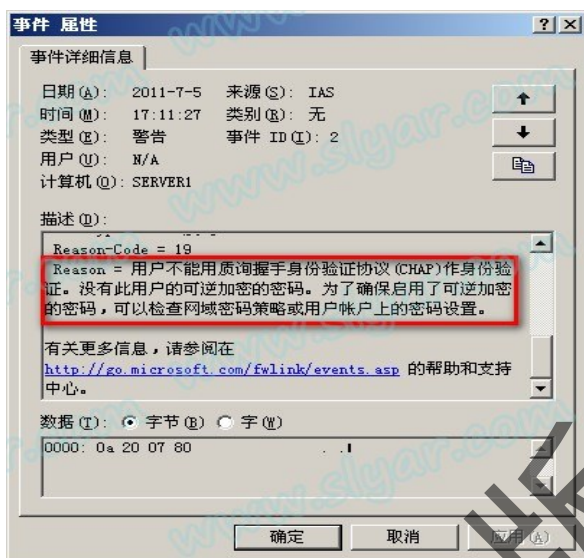 事件 属性
事件详细信息
日期(A): 2011-7-5 来源(S): IAS
时间(M): 17:11:27 类别(R): 无
类型(E): 警告 事件 ID(I): 2
用户(U): N/A
计算机(O): SERVER1
描述(D):
Reason-Code = 19
Reason = 用户不能用质询握手身份验证协议(CHAP)作身份验
证。没有此用户的可逆加密的密码。为了确保启用了可逆加密
的密码，可以检查网域密码策略或用户帐户上的密码设置。
有关更多信息，请参阅在
http://go.microsoft.com/fwlink/events.asp 的帮助和支持
中心。
数据(T): 字节(B) 字(W)
0000: 0a 20 07 80 . .
确定 取消 应用(A)
www.slyar.com